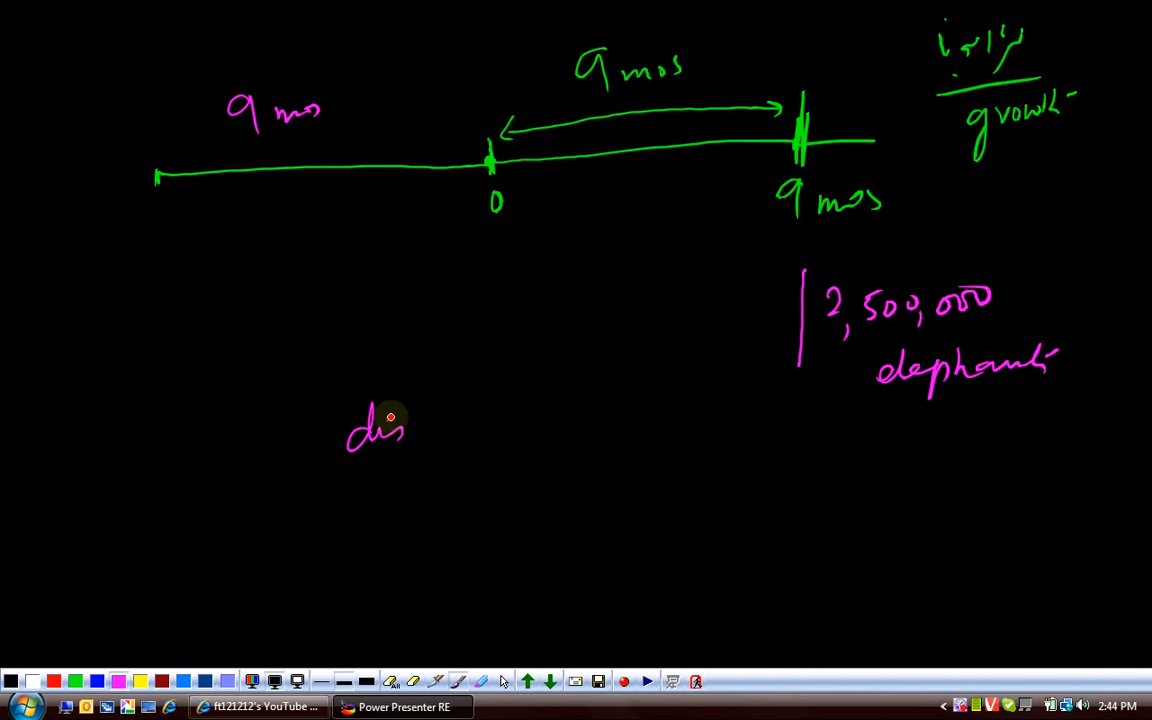 9 mos
9 mos
growth
0
9 mos
2,500,000
elephants
dis
ft121212's YouTube ...
Power Presenter RE
2:44 PM